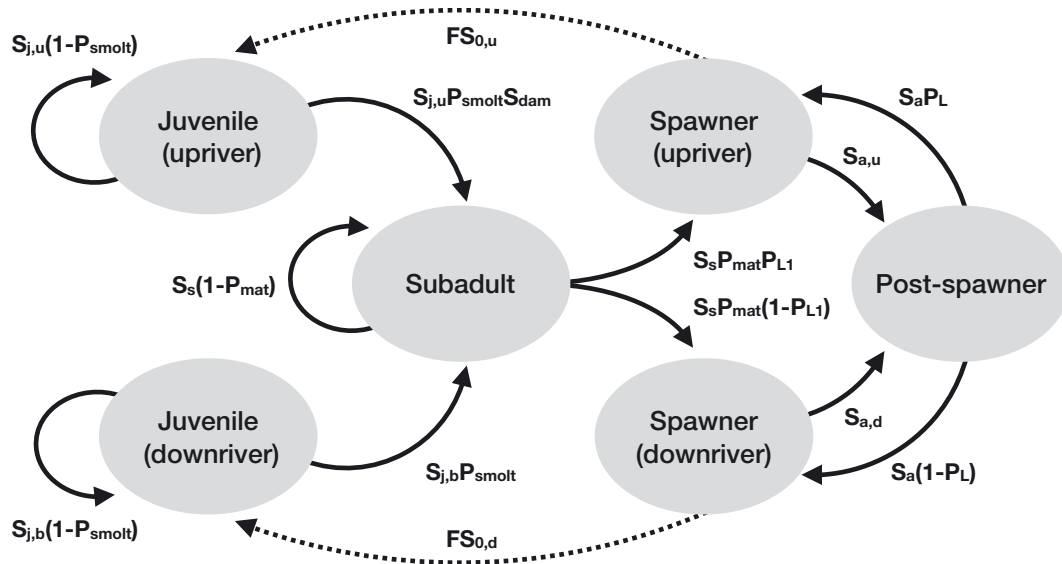 FS0,u
Sj,u(1-Psmolt)
Juvenile
(upriver)
Sj,uPsmoltSdam
Spawner
(upriver)
SaPL
Sa,u
Ss(1-Pmat)
Subadult
SsPmatPL1
SsPmat(1-PL1)
Post-spawner
Juvenile
(downriver)
Sj,bPsmolt
Spawner
(downriver)
Sa,d
Sa(1-PL)
Sj,b(1-Psmolt)
FS0,d